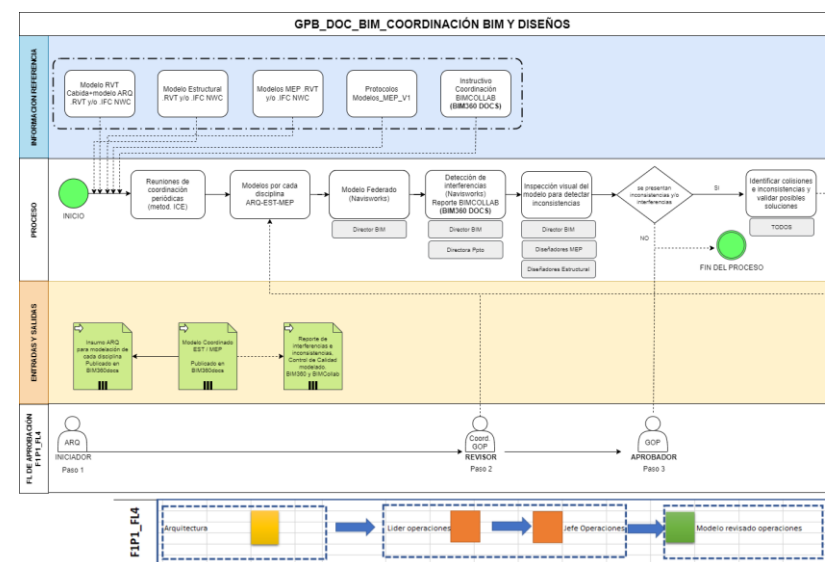 GPB_DOC_BIM_COORDINACIÓN BIM Y DISEÑOS
INFORMACION REFERENCIA
Modelo RVT
Cabida+modelo ARQ
.RVT y/o .IFC NWC
Modelo Estructural
.RVT y/o .IFC NWC
Modelos MEP .RVT
y/o .IFC NWC
Protocolos
Modelos_MEP_V1
Instructivo
Coordinación
BIMCOLLAB
(BIM360 DOCS)
PROCESO
INICIO
Reuniones de
coordinación
periódicas
(metod. ICE)
Modelos por cada
disciplina
ARQ-EST-MEP
Modelo Federado
(Navisworks)
Director BIM
Detección de
interferencias
(Navisworks)
Reporte BIMCOLLAB
(BIM360 DOCS)
Director BIM
Directora Ppto
Inspección visual del
modelo para detectar
inconsistencias
Director BIM
Diseñadores MEP
Diseñadores Estructural
se presentan
inconsistencias y/o
interferencias
SI
NO
Identificar colisiones
e inconsistencias y
validar posibles
soluciones
TODOS
FIN DEL PROCESO
ENTRADAS Y SALIDAS
Insumo ARQ
para modelación de
cada disciplina
Publicado en
BIM360docs
Modelo Coordinado
EST / MEP
Publicado en
BIM360docs
Reporte de
interferencias e
inconsistencias,
Control de Calidad
modelado.
BIM360 y BIMCollab
FL DE APROBACIÓN
F1P1_FL4
ARQ
INICIADOR
Paso 1
Coord.
GOP
REVISOR
Paso 2
GOP
APROBADOR
Paso 3
F1P1_FL4
Arquitectura
Lider operaciones
Jefe Operaciones
Modelo revisado operaciones